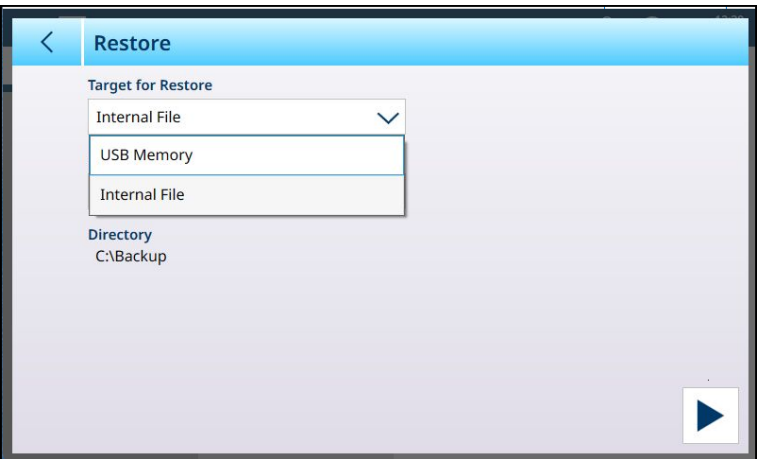 Restore
Target for Restore
Internal File
USB Memory
Internal File
Directory
C:\Backup